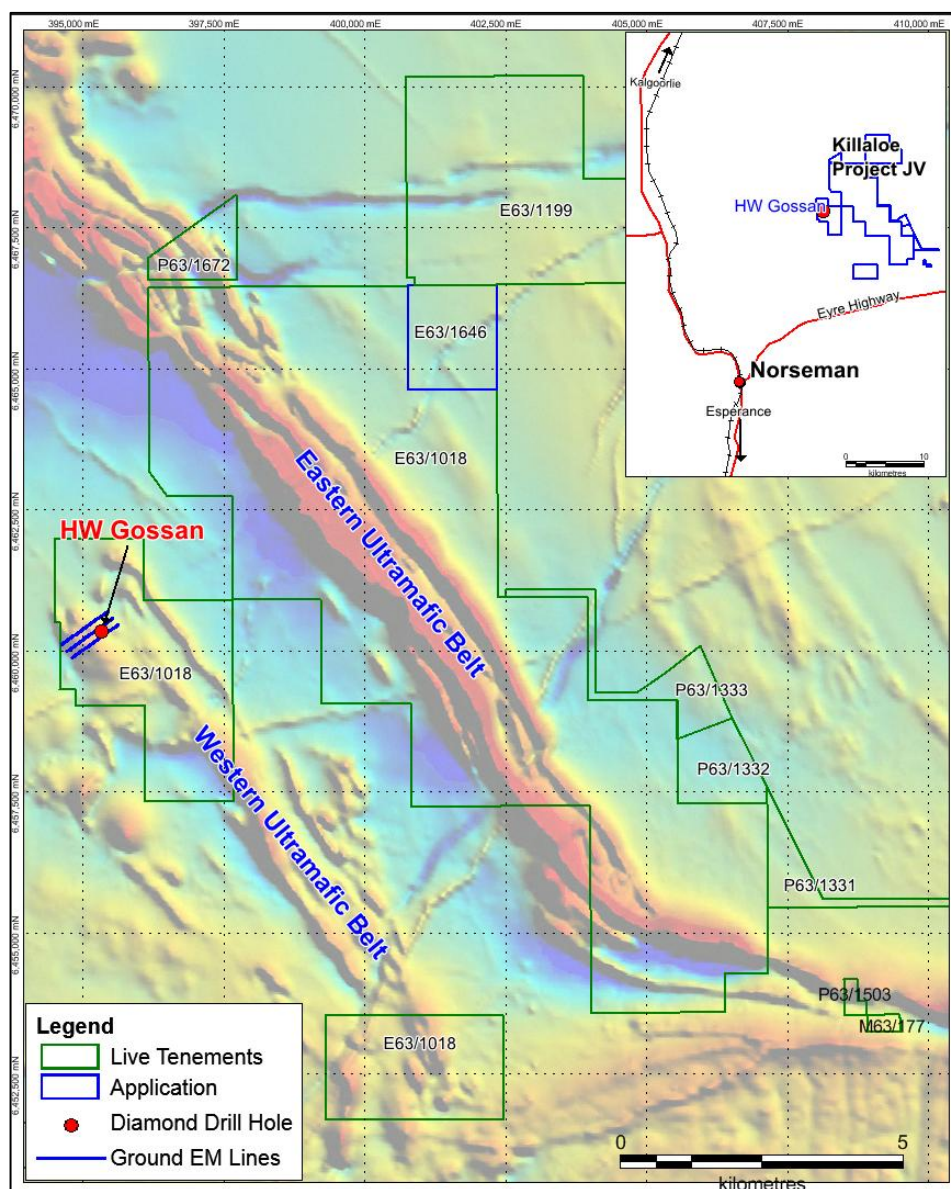 395,000 mE
397,500 mE
400,000 mE
402,500 mE
405,000 mE
407,500 mE
410,000 mE
6,470,000 mN
6,467,500 mN
6,465,000 mN
6,462,500 mN
6,460,000 mN
6,457,500 mN
6,455,000 mN
6,452,500 mN
Kalgoorlie
Killaloe
Project JV
HW Gossan
Eyre Highway
Norseman
Esperance
0 10
kilometres
E63/1199
P63/1672
E63/1646
E63/1018
Eastern Ultramafic Belt
HW Gossan
E63/1018
Western Ultramafic Belt
P63/1333
P63/1332
P63/1331
P63/1503
M63/177
E63/1018
Legend
Live Tenements
Application
Diamond Drill Hole
Ground EM Lines
0 5
kilometres